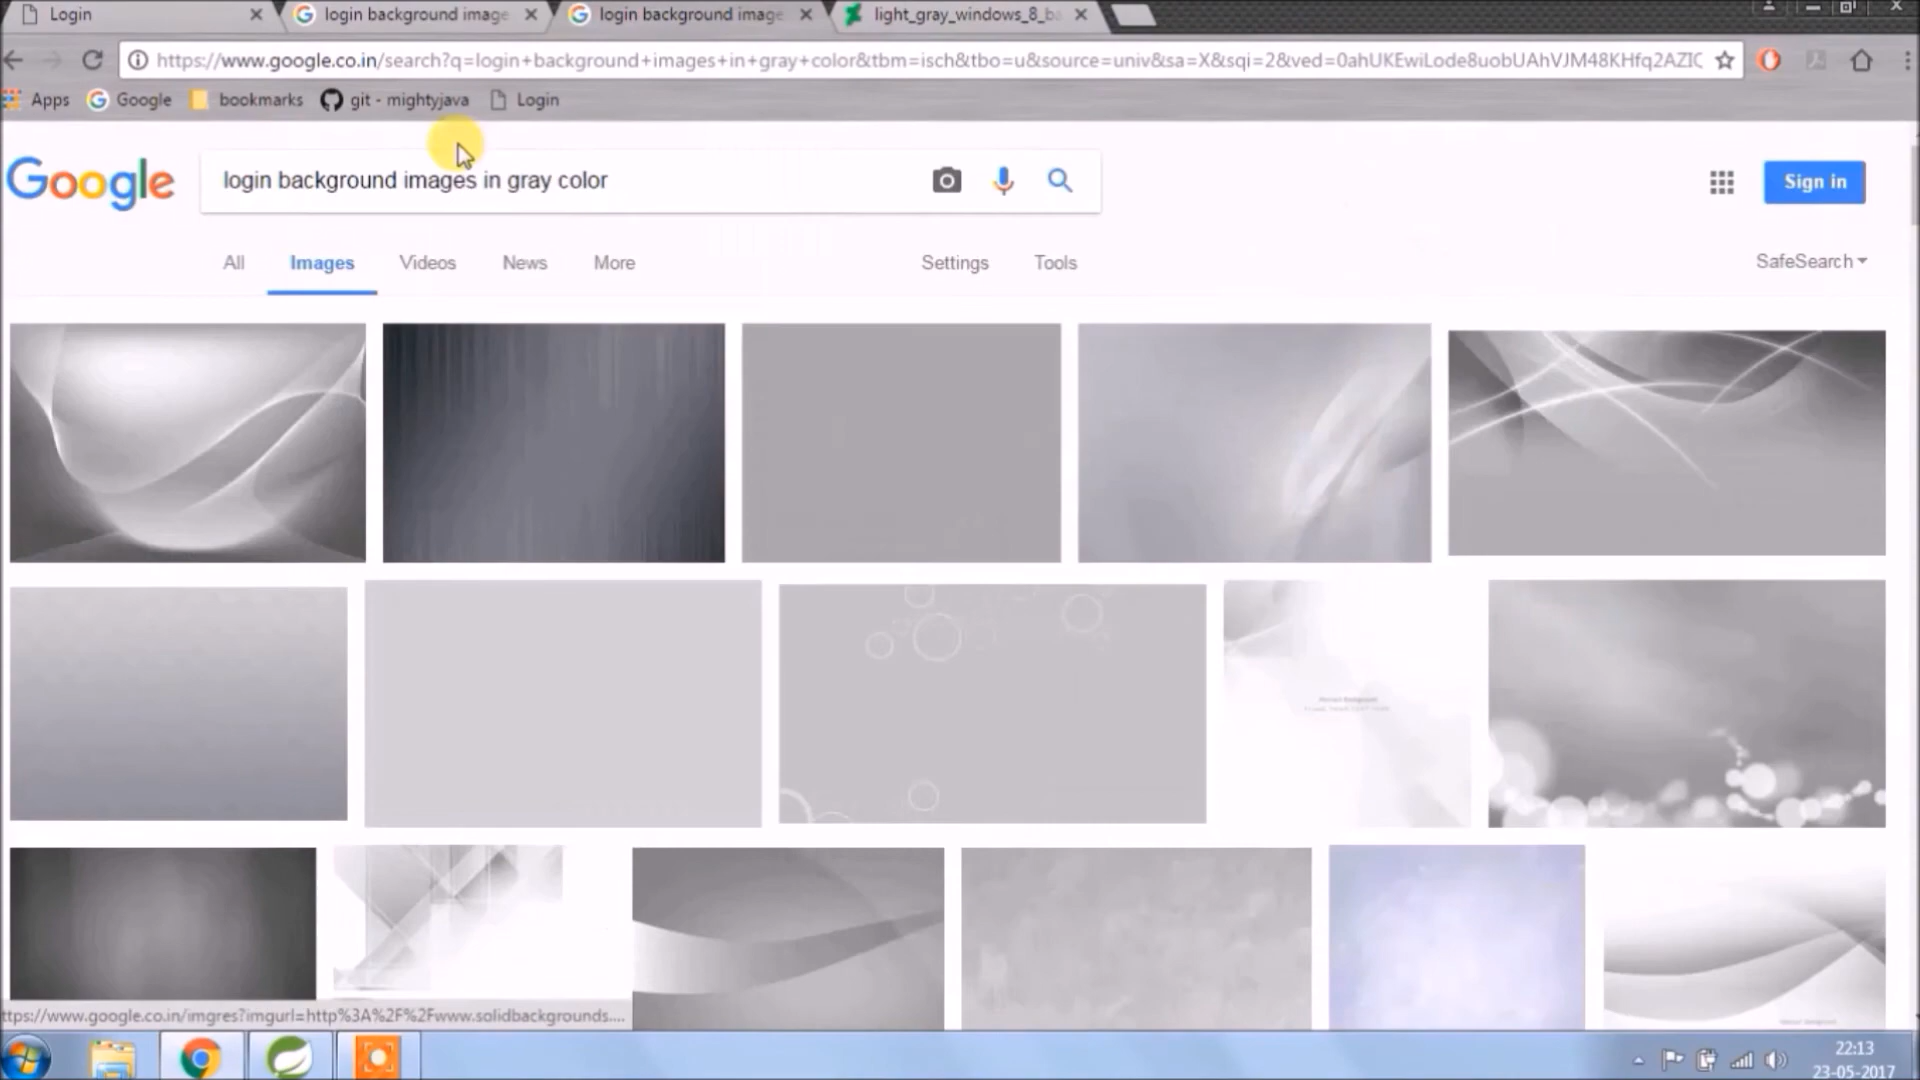 Login
login background image
login background image
light_gray_windows_8_ba
https://www.google.co.in/search?q=login+background+images+in+gray+color&tbm=isch&tbo=u&source=univ&sa=X&sqi=2&ved=0ahUKEwiLode8uobUAhVJM48KHfq2AZIC
Apps
Google
bookmarks
git - mightyjava
Login
Google
login background images in gray color
Sign in
All
Images
Videos
News
More
Settings
Tools
SafeSearch
ttps://www.google.co.in/imgres?imgurl=http%3A%2F%2Fwww.solidbackgrounds....
22:13
23-05-2017